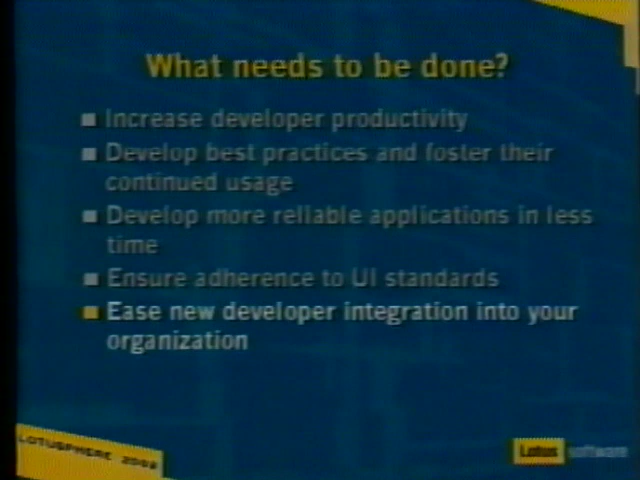 What needs to be done?
Increase developer productivity
Develop best practices and foster their
continued usage
Develop more reliable applications in less
time
Ensure adherence to UI standards
Ease new developer integration into your
organization
LOTUSPHERE
Lotus software